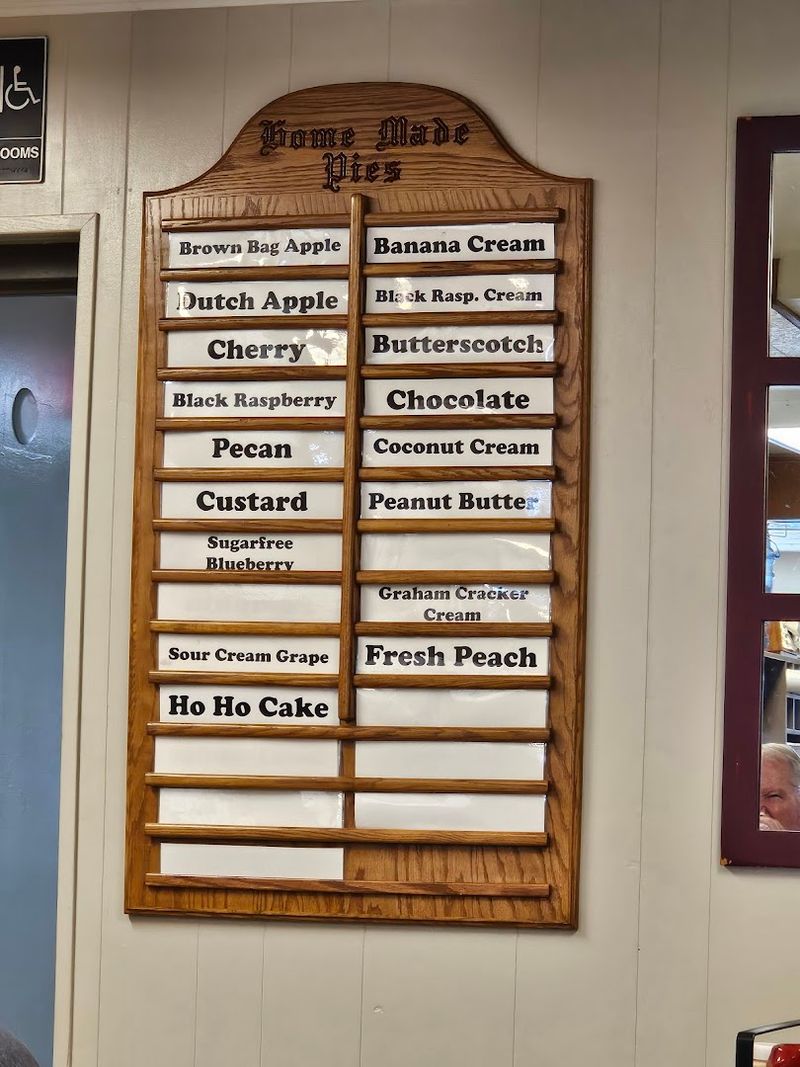 OOMS
Home Made
Pies
Brown Bag Apple
Dutch Apple
Cherry
Black Raspberry
Pecan
Custard
Sugarfree
Blueberry
Sour Cream Grape
Ho Ho Cake
Banana Cream
Black Rasp. Cream
Butterscotch
Chocolate
Coconut Cream
Peanut Butter
Graham Cracker
Cream
Fresh Peach